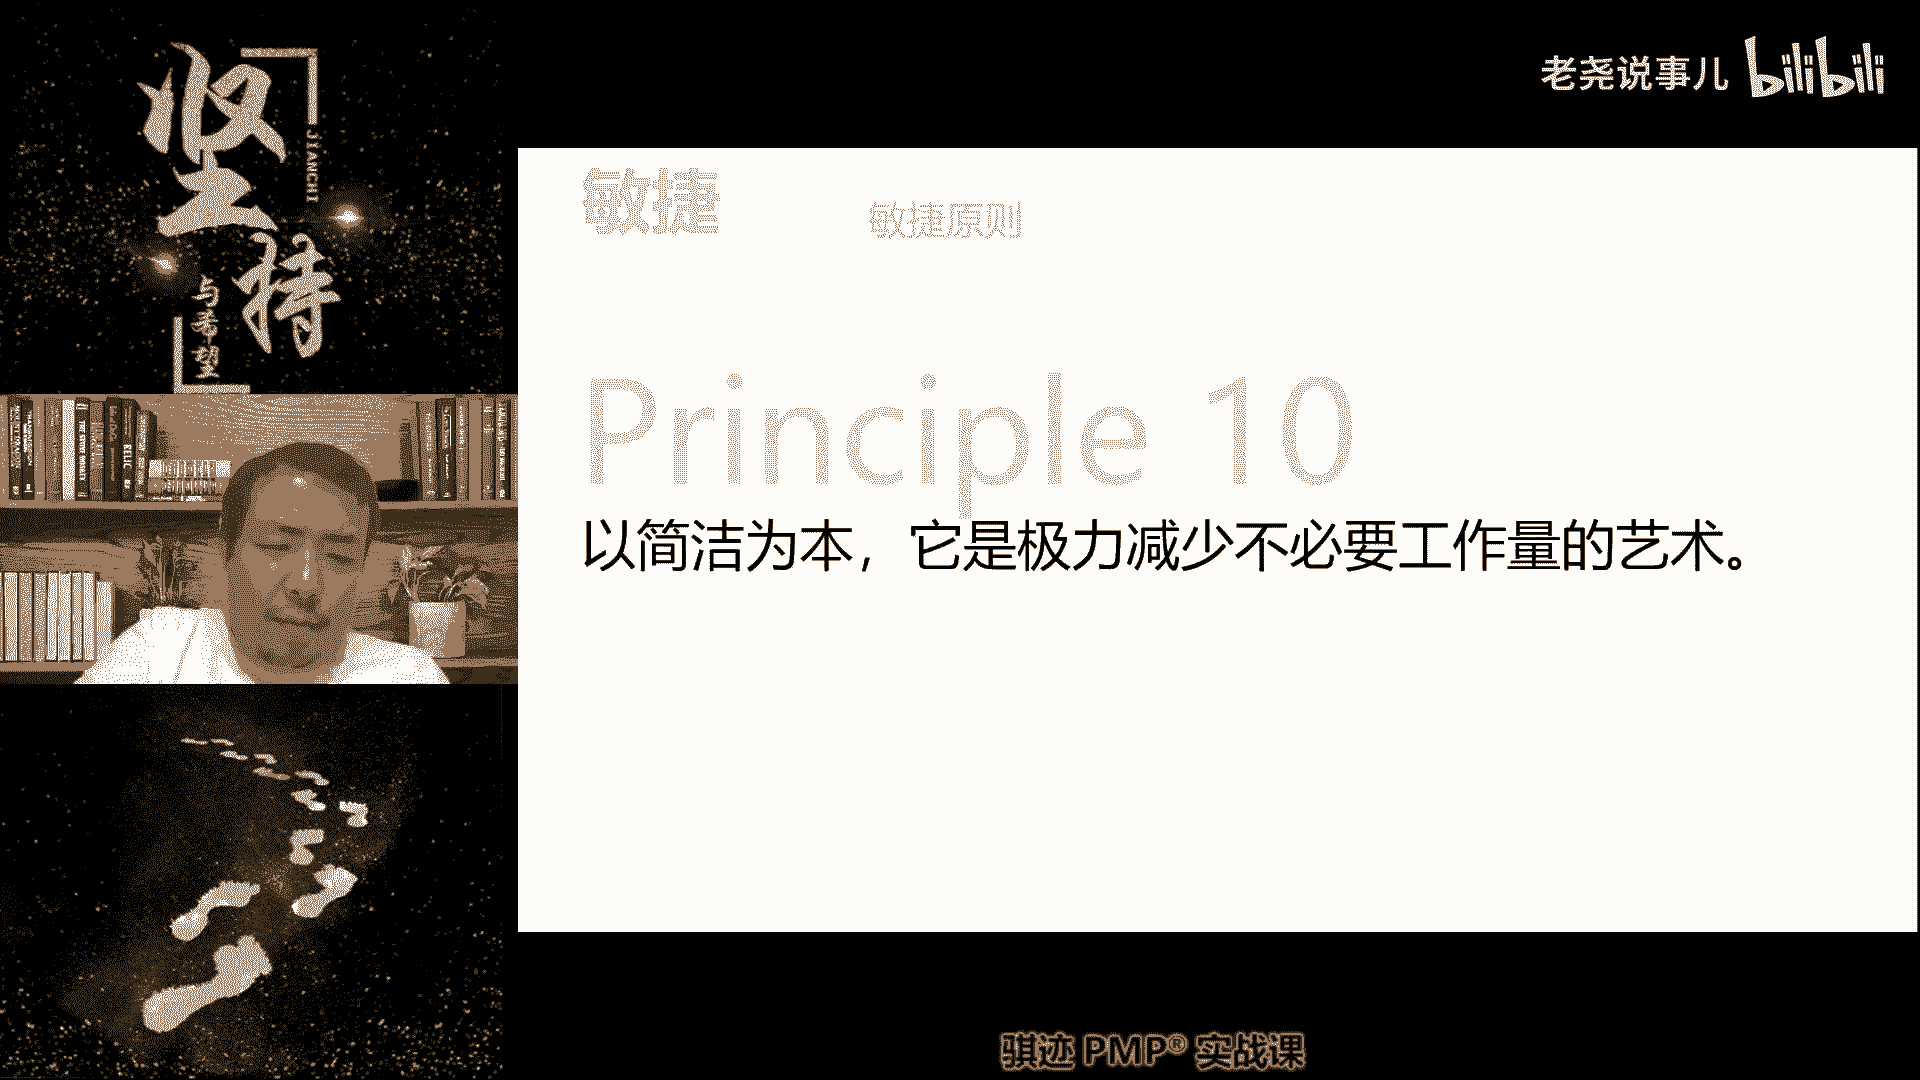 坚持
JIANCHI
与希望
老尧说事儿 bilibili
敏捷
敏捷原则
Principle 10
以简洁为本，它是极力减少不必要工作量的艺术。
骐迹 PMP® 实战课